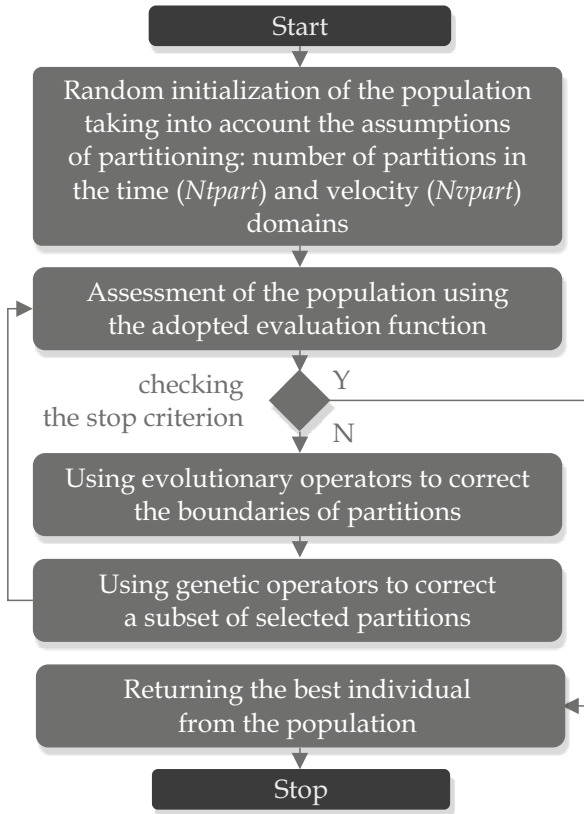 Start
Random initialization of the population
taking into account the assumptions
of partitioning: number of partitions in
the time (Ntpart) and velocity (Nvpart)
domains
Assessment of the population using
the adopted evaluation function
checking
the stop criterion
Y
N
Using evolutionary operators to correct
the boundaries of partitions
Using genetic operators to correct
a subset of selected partitions
Returning the best individual
from the population
Stop